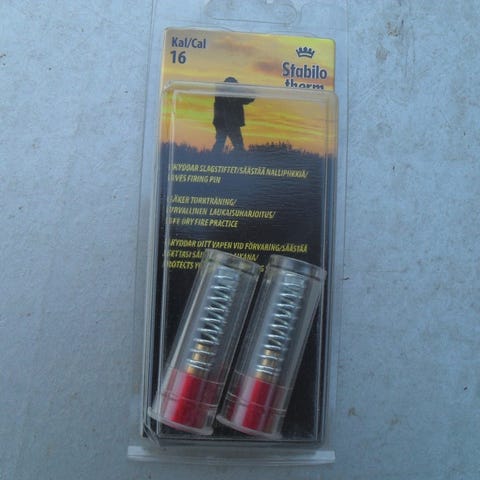 Kal/Cal
16
Stabilo
therm
SKYDDAR SLAGSTIFTET/SÄÄSTÄÄ NALLIPIIKKIÄ/
SAVES FIRING PIN
SÄKER TORRTRÄNING/
TURVALLINEN LAUKAISUHARJOITUS/
SAFE DRY FIRE PRACTICE
SKYDDAR DITT VAPEN VID FÖRVARING/SÄÄSTÄÄ
PROTECTS